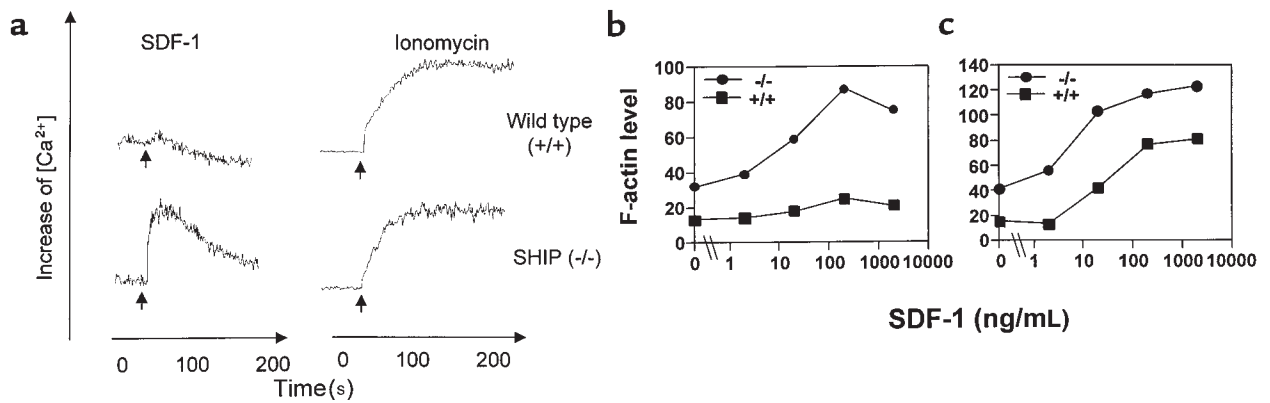 a
SDF-1
Ionomycin
Wild type
(+/+)
SHIP (-/-)
Increase of [Ca²⁺]
0 100 200
0 100 200
Time(s)
b
-/-
+/+
F-actin level
100
80
60
40
20
0
0 1 10 100 1000 10000
c
-/-
+/+
140
120
100
80
60
40
20
0
0 1 10 100 1000 10000
SDF-1 (ng/mL)